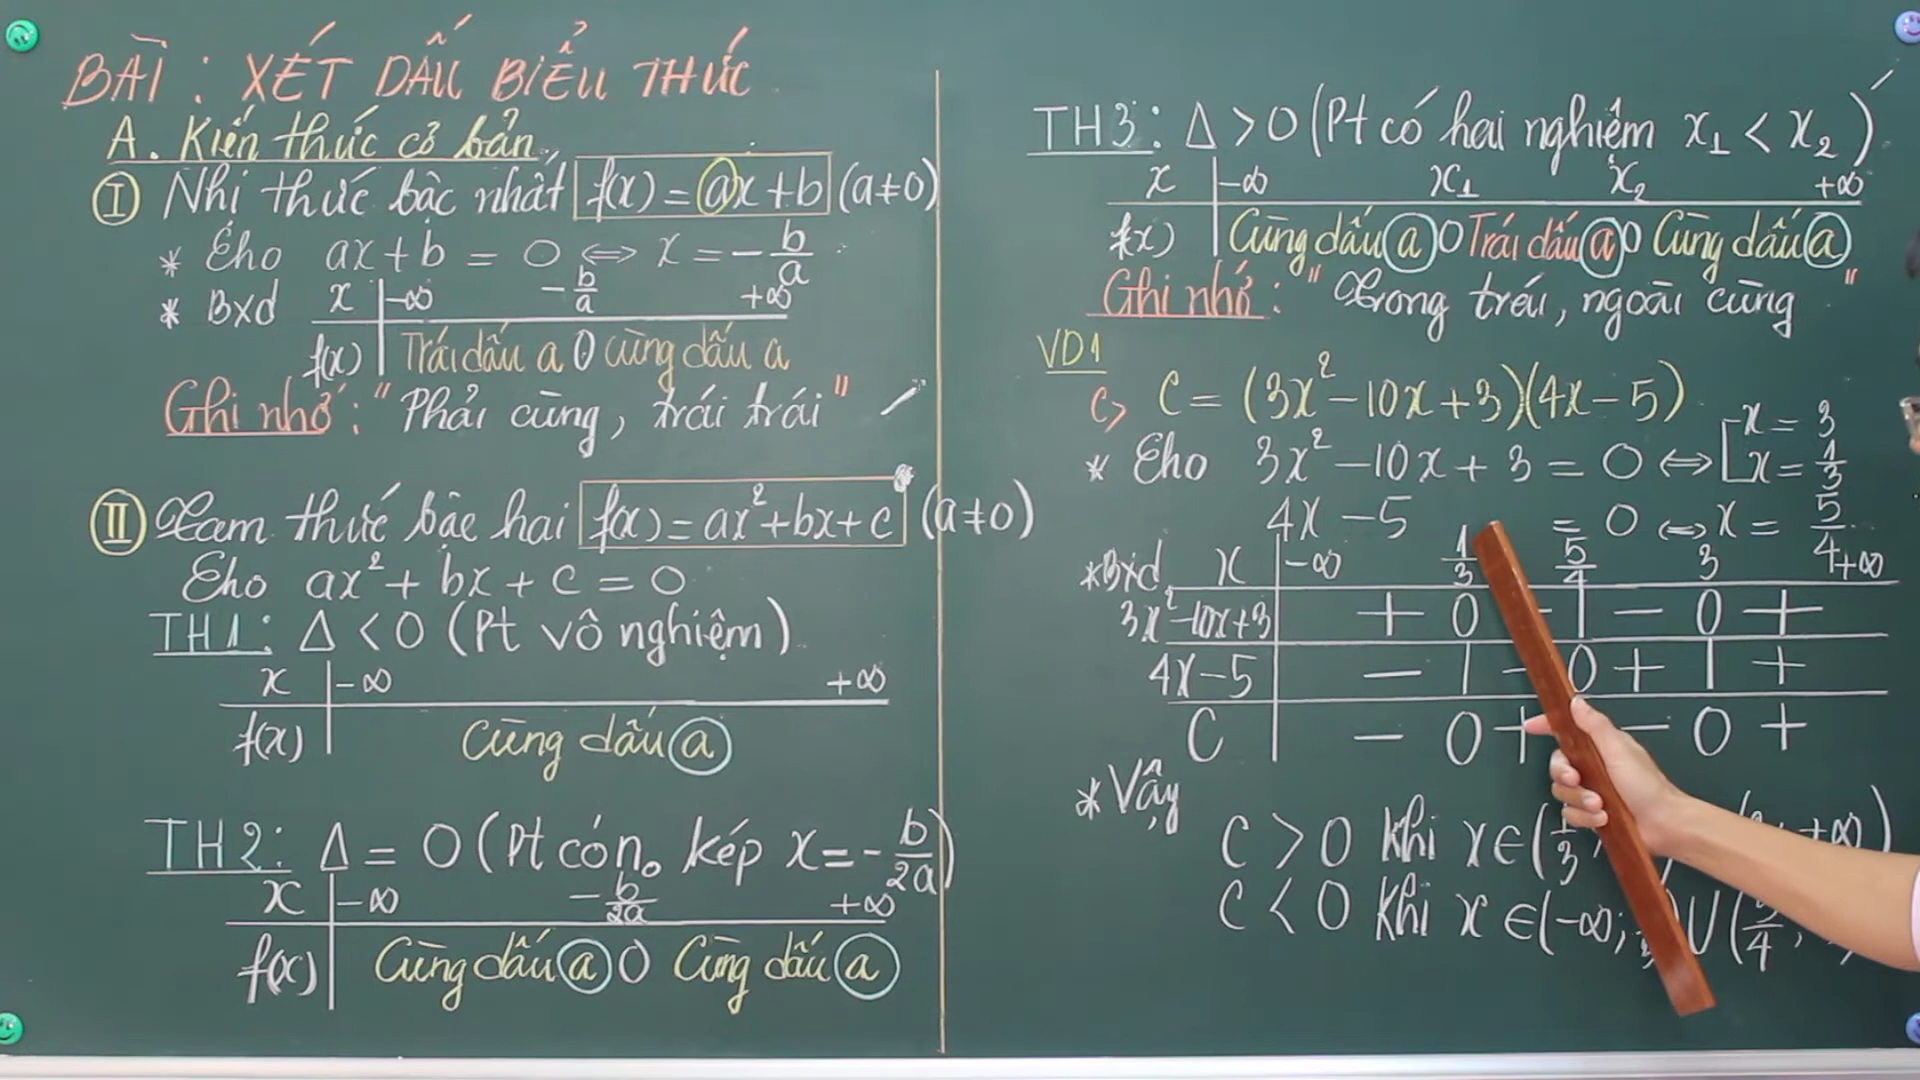 BÀI : XÉT DẤU BIỂU THỨC
A. Kiến thức cơ bản
I Nhị thức bậc nhất f(x) = ax+b (a≠0)
* Cho ax+b = 0 ⇔ x = -b/a
* Bxd x | -∞ -b/a +∞
f(x) | Trái dấu a 0 cùng dấu a
Ghi nhớ: "Phải cùng, trái trái"
II Tam thức bậc hai f(x) = ax²+bx+c (a≠0)
Cho ax²+ bx + c = 0
TH1: Δ < 0 (Pt vô nghiệm)
x | -∞ +∞
f(x) | Cùng dấu a
TH2: Δ = 0 (Pt có n₀ kép x = -b/2a)
x | -∞ -b/2a +∞
f(x) | Cùng dấu a 0 Cùng dấu a
TH3: Δ > 0 (Pt có hai nghiệm x₁ < x₂)
x | -∞ x₁ x₂ +∞
f(x) | Cùng dấu a 0 Trái dấu a 0 Cùng dấu a
Ghi nhớ: "Trong trái, ngoài cùng"
VD1
C> C = (3x²-10x+3)(4x-5)
* Cho 3x²-10x+3 = 0 ⇔ [x = 3
x = 1/3
4x-5 = 0 ⇔ x = 5/4
*Bxd x | -∞ 1/3 5/4 3 +∞
3x²-10x+3 | + 0 - | - 0 +
4x-5 | - | - 0 + | +
C | - 0 + - 0 +
* Vậy
C > 0 Khi x∈(1/3 +∞)
C < 0 Khi x∈(-∞; ) ∪ (5/4;